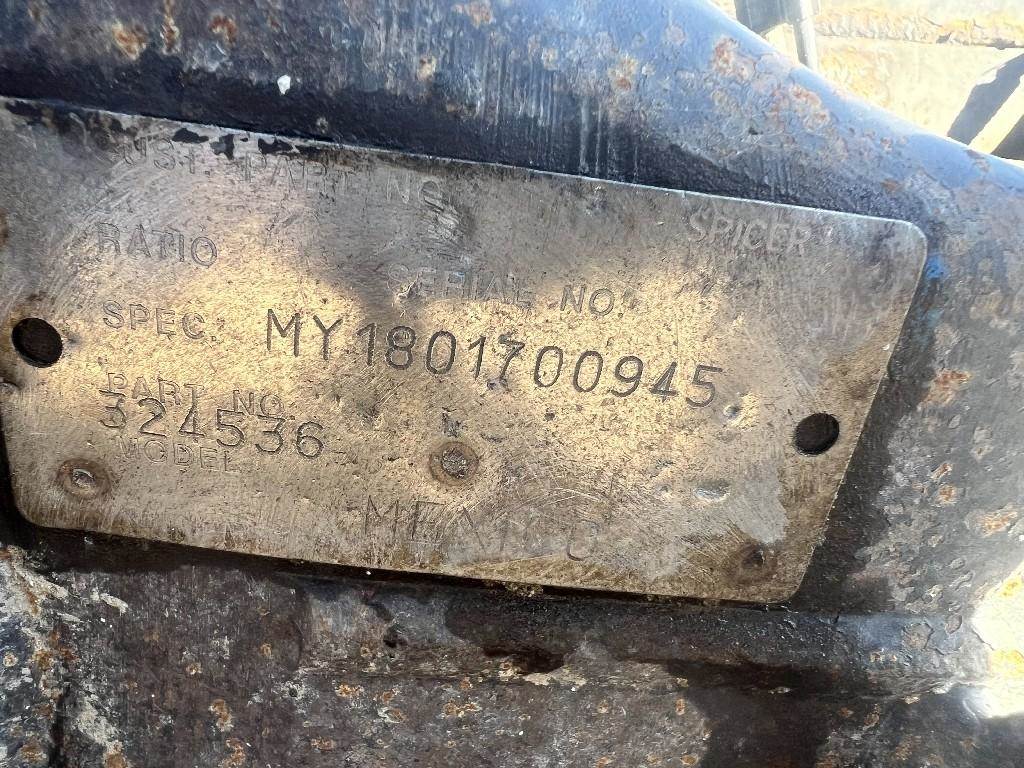 CUST. PART NO.
SPICER
RATIO
SERIAL NO.
SPEC. MY1801700945
PART NO.
324536
MODEL
MEXICO